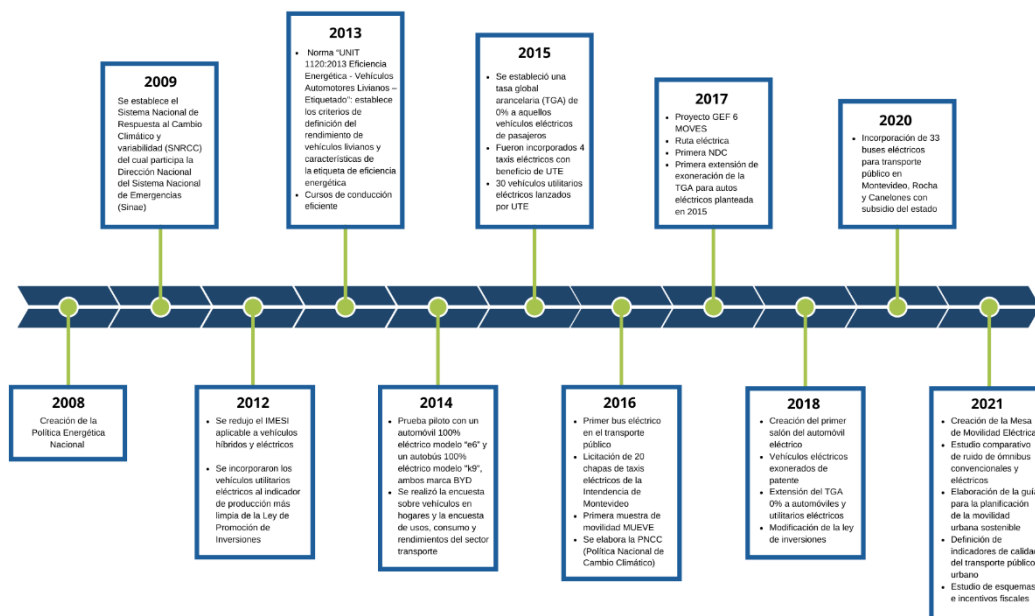 2009
Se establece el
Sistema Nacional de
Respuesta al Cambio
Climático y
variabilidad (SNRCC)
del cual participa la
Dirección Nacional
del Sistema Nacional
de Emergencias
(Sinae)
2013
• Norma “UNIT
1120:2013 Eficiencia
Energética - Vehículos
Automotores Livianos –
Etiquetado”: establece
los criterios de
definición del
rendimiento de
vehículos livianos y
características de
la etiqueta de eficiencia
energética
• Cursos de conducción
eficiente
2015
• Se estableció una
tasa global
arancelaria (TGA) de
0% a aquellos
vehículos eléctricos
de pasajeros
• Fueron incorporados 4
taxis eléctricos con
beneficio de UTE
• 30 vehículos utilitarios
eléctricos lanzados
por UTE
2017
• Proyecto GEF 6
MOVES
• Ruta eléctrica
• Primera NDC
• Primera extensión de
exoneración de la
TGA para autos
eléctricos planteada
en 2015
2020
• Incorporación de 33
buses eléctricos
para transporte
público en
Montevideo, Rocha
y Canelones con
subsidio del estado
2008
Creación de la
Política Energética
Nacional
2012
• Se redujo el IMESI
aplicable a vehículos
híbridos y eléctricos
• Se incorporaron los
vehículos utilitarios
eléctricos al indicador
de producción más
limpia de la Ley de
Promoción de
Inversiones
2014
• Prueba piloto con un
automóvil 100%
eléctrico modelo “e6” y
un autobús 100%
eléctrico modelo "k9",
ambos marca BYD
• Se realizó la encuesta
sobre vehículos en
hogares y la encuesta
de usos, consumo y
rendimientos del sector
transporte
2016
• Primer bus eléctrico
en el transporte
público
• Licitación de 20
chapas de taxis
eléctricos de la
Intendencia de
Montevideo
• Primera muestra de
movilidad MUEVE
• Se elabora la PNCC
(Política Nacional de
Cambio Climático)
2018
• Creación del primer
salón del automóvil
eléctrico
• Vehículos eléctricos
exonerados de
patente
• Extensión del TGA
0% a automóviles y
utilitarios eléctricos
• Modificación de la ley
de inversiones
2021
• Creación de la Mesa
de Movilidad Eléctrica
• Estudio comparativo
de ruido de ómnibus
convencionales y
eléctricos
• Elaboración de la guía
para la planificación
de la movilidad
urbana sostenible
• Definición de
indicadores de calidad
del transporte público
urbano
• Estudio de esquemas
e incentivos fiscales